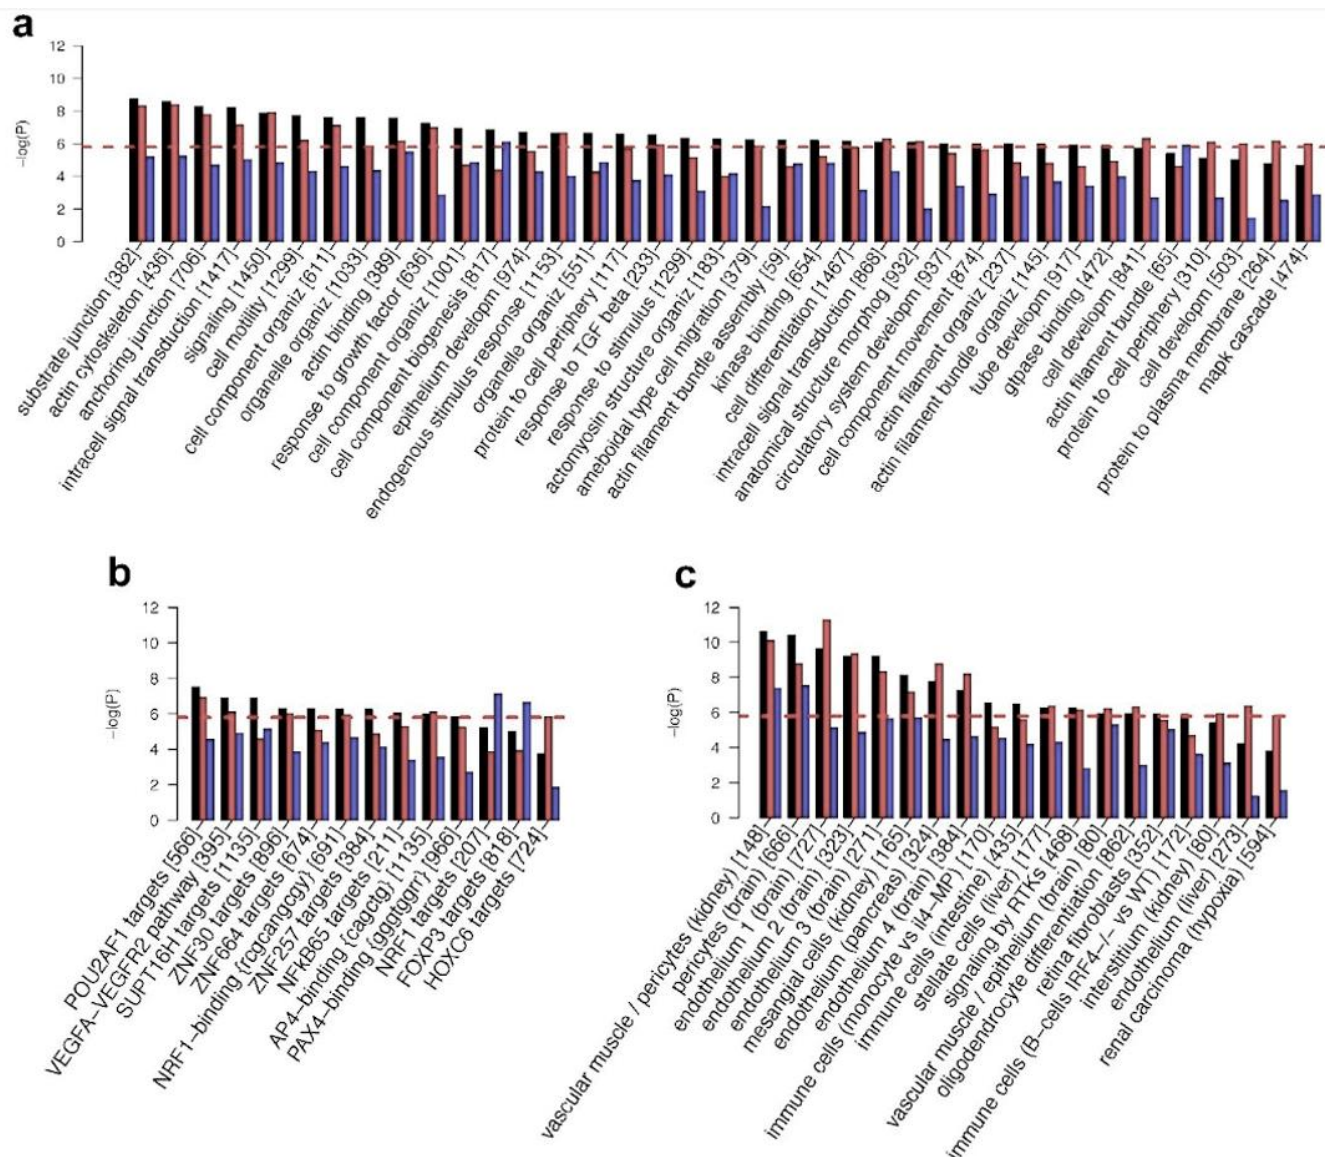 a
12
10
8
6
4
2
0
−log(P)
substrate junction [382]
actin cytoskeleton [436]
anchoring junction [706]
intracell signal transduction [1417]
signaling [1450]
cell motility [1299]
cell component organiz [611]
organelle organiz [1033]
actin binding [389]
response to growth factor [636]
cell component organiz [1001]
cell component biogenesis [817]
epithelium developm [974]
endogenous stimulus response [1153]
organelle organiz [551]
protein to cell periphery [117]
response to TGF beta [233]
response to stimulus [1299]
actomyosin structure organiz [183]
ameboidal type cell migration [379]
actin filament bundle assembly [59]
kinase binding [654]
cell differentiation [1467]
intracell signal transduction [868]
anatomical structure morphog [932]
circulatory system develop [937]
cell component movement [874]
actin filament organiz [237]
actin filament bundle organiz [145]
tube develop [917]
gtpase binding [472]
cell develop [841]
actin filament bundle [65]
protein to cell periphery [310]
cell develop [503]
protein to plasma membrane [264]
mapk cascade [474]
b
12
10
8
6
4
2
0
−log(P)
POU2AF1 targets [566]
VEGFA−VEGFR2 pathway [395]
SUPT16H targets [1135]
ZNF30 targets [896]
ZNF664 targets [674]
NRF1−binding {rcgcangcgy} [691]
ZNF257 targets [384]
NFkB65 targets [211]
AP4−binding {cagctg} [1135]
PAX4−binding {gggtggrr} [966]
NRF1 targets [207]
FOXP3 targets [818]
HOXC6 targets [724]
c
12
10
8
6
4
2
0
−log(P)
vascular muscle / pericytes (kidney) [148]
pericytes (brain) [666]
endothelium 1 (brain) [727]
endothelium 2 (brain) [323]
endothelium 3 (brain) [271]
mesangial cells (kidney) [165]
endothelium (pancreas) [324]
endothelium 4 (brain) [384]
immune cells (monocyte vs il4−MP) [170]
immune cells (intestine) [435]
stellate cells (liver) [177]
signaling by RTKs [468]
vascular muscle / epithelium (brain) [80]
oligodendrocyte differentiation [862]
retina fibroblasts [352]
immune cells (B−cells IRF4−/− vs WT) [172]
interstitium (kidney) [80]
endothelium (liver) [273]
renal carcinoma (hypoxia) [594]